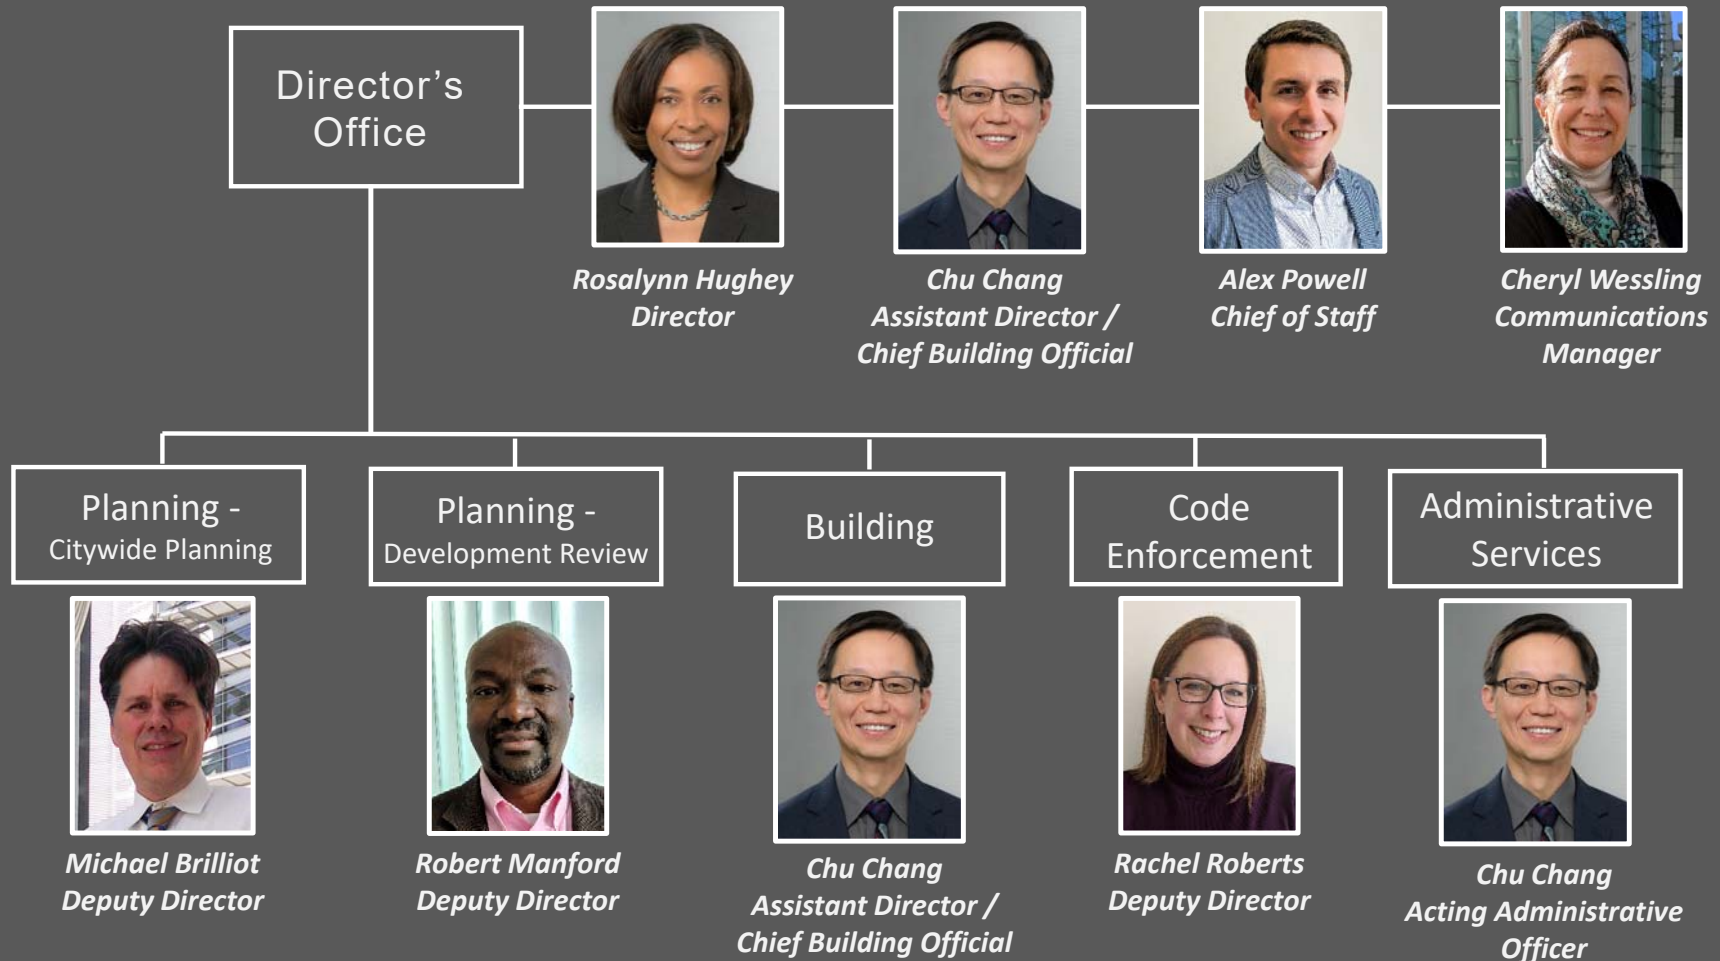 Director's
Office
Rosalynn Hughey
Director
Chu Chang
Assistant Director /
Chief Building Official
Alex Powell
Chief of Staff
Cheryl Wessling
Communications
Manager
Planning -
Citywide Planning
Planning -
Development Review
Building
Code
Enforcement
Administrative
Services
Michael Brilliot
Deputy Director
Robert Manford
Deputy Director
Chu Chang
Assistant Director /
Chief Building Official
Rachel Roberts
Deputy Director
Chu Chang
Acting Administrative
Officer